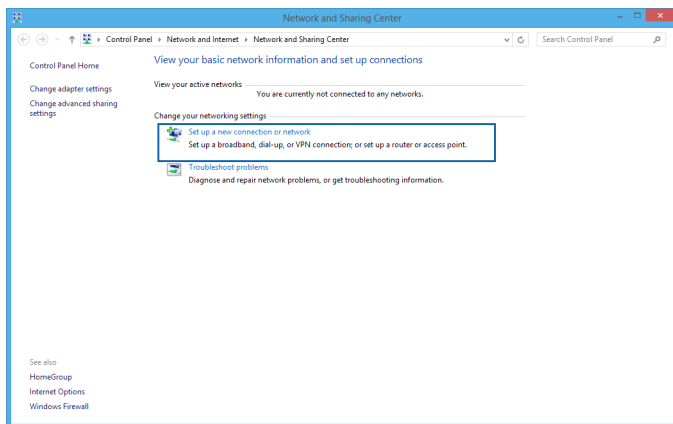 Network and Sharing Center
Control Panel Network and Internet Network and Sharing Center
Search Control Panel
Control Panel Home
Change adapter settings
Change advanced sharing
settings
View your basic network information and set up connections
View your active networks
You are currently not connected to any networks.
Change your networking settings
Set up a new connection or network
Set up a broadband, dial-up, or VPN connection; or set up a router or access point.
Troubleshoot problems
Diagnose and repair network problems, or get troubleshooting information.
See also
HomeGroup
Internet Options
Windows Firewall